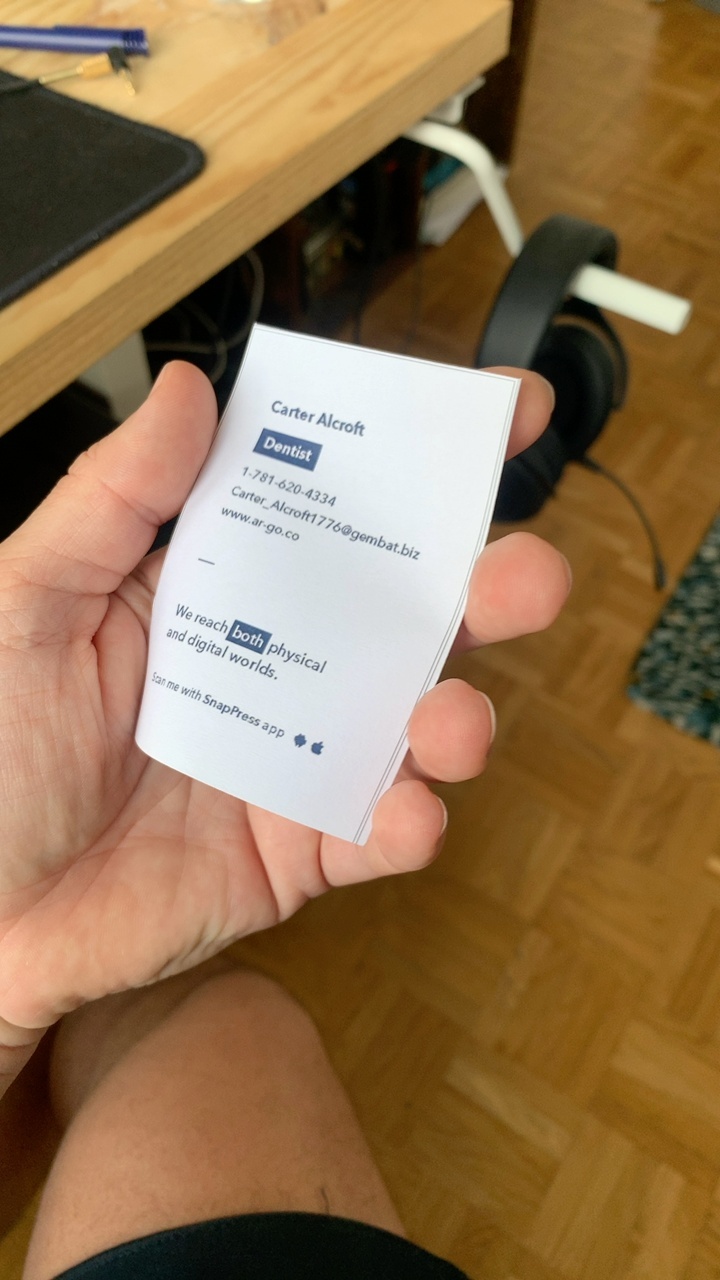 Carter Alcroft
Dentist
1-781-620-4334
Carter_Alcroft1776@gembat.biz
www.ar-go.co
—
We reach both physical
and digital worlds.
Scan me with SnapPress app